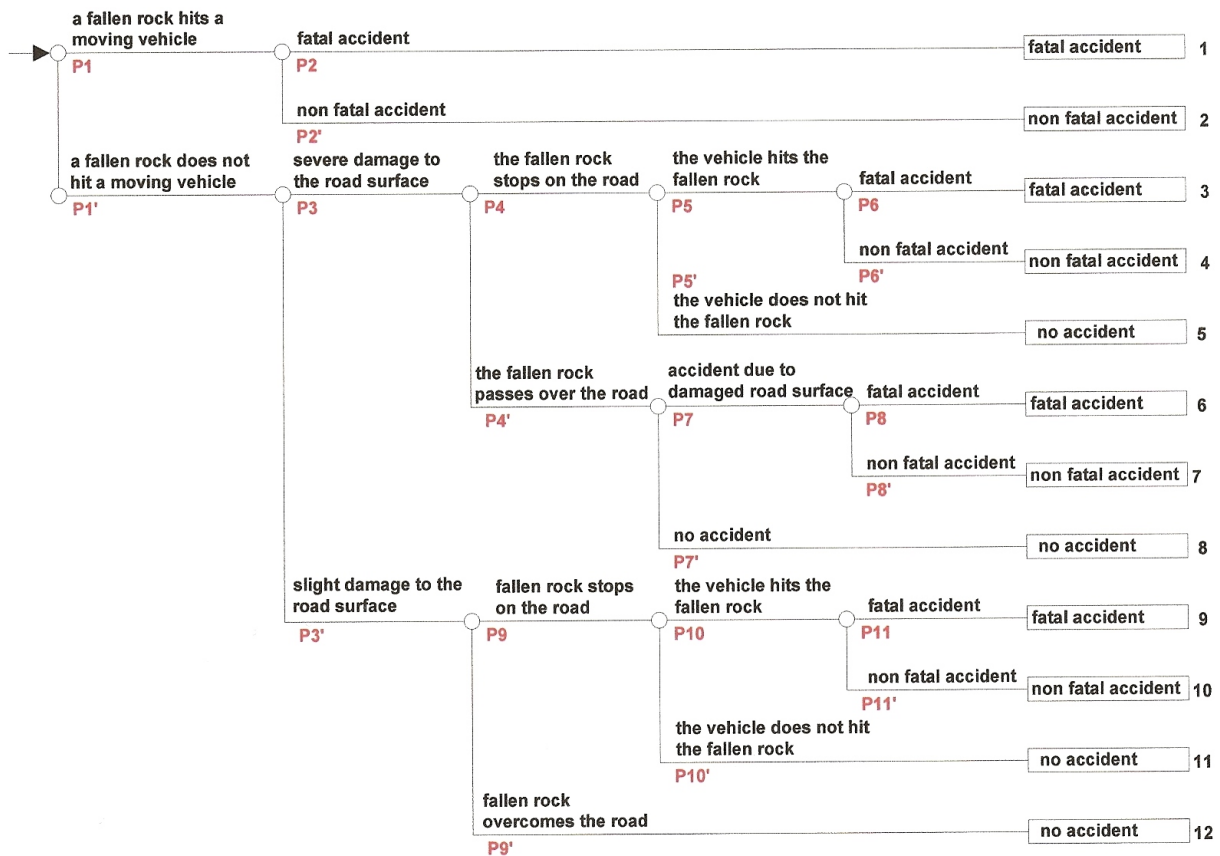 a fallen rock hits a
moving vehicle
P1
fatal accident
P2
fatal accident 1
non fatal accident
P2'
non fatal accident 2
a fallen rock does not
hit a moving vehicle
P1'
severe damage to
the road surface
P3
the fallen rock
stops on the road
P4
the vehicle hits the
fallen rock
P5
fatal accident
P6
fatal accident 3
non fatal accident
P6'
non fatal accident 4
P5'
the vehicle does not hit
the fallen rock
no accident 5
the fallen rock
passes over the road
P4'
accident due to
damaged road surface
P7
fatal accident
P8
fatal accident 6
non fatal accident
P8'
non fatal accident 7
no accident
P7'
no accident 8
slight damage to the
road surface
P3'
fallen rock stops
on the road
P9
the vehicle hits the
fallen rock
P10
fatal accident
P11
fatal accident 9
non fatal accident
P11'
non fatal accident 10
the vehicle does not hit
the fallen rock
P10'
no accident 11
fallen rock
overcomes the road
P9'
no accident 12